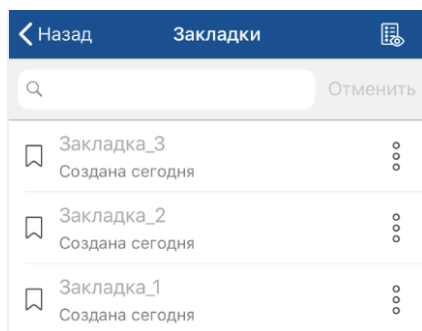 Назад
Закладки
Отменить
Закладка_3
Создана сегодня
Закладка_2
Создана сегодня
Закладка_1
Создана сегодня